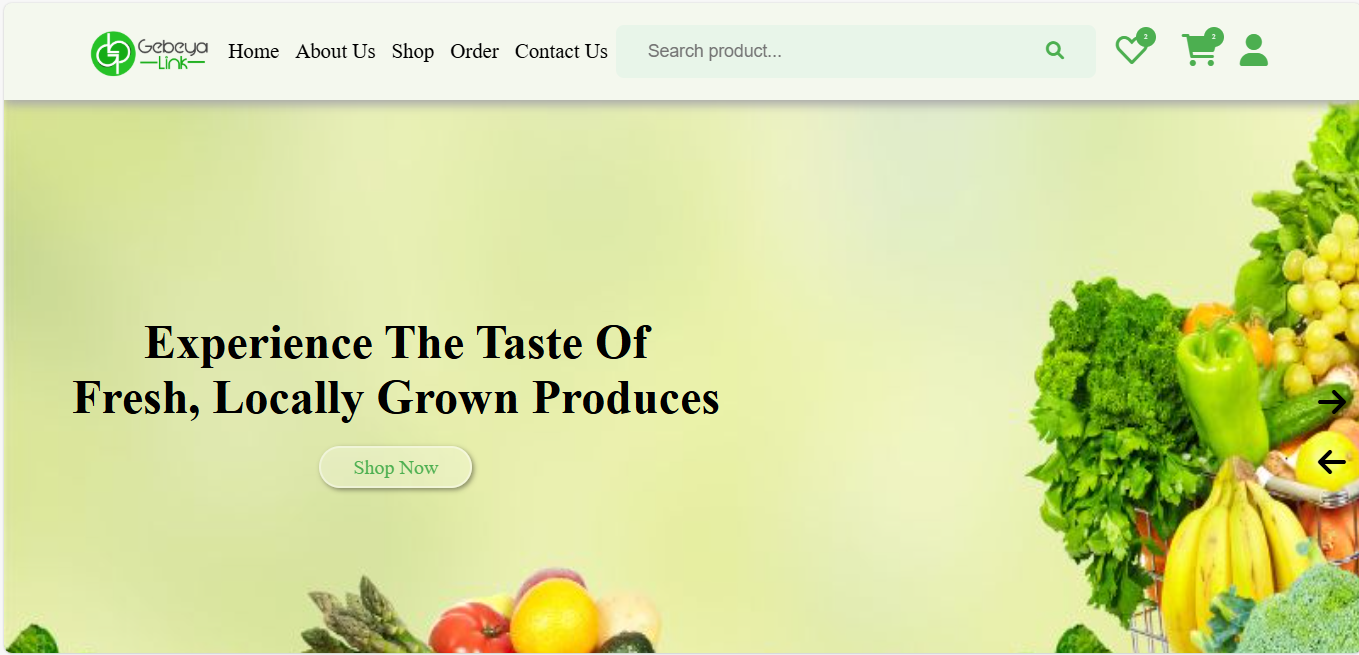 Gebeya
Link
Home About Us Shop Order Contact Us Search product... 2 2
Experience The Taste Of
Fresh, Locally Grown Produces
Shop Now